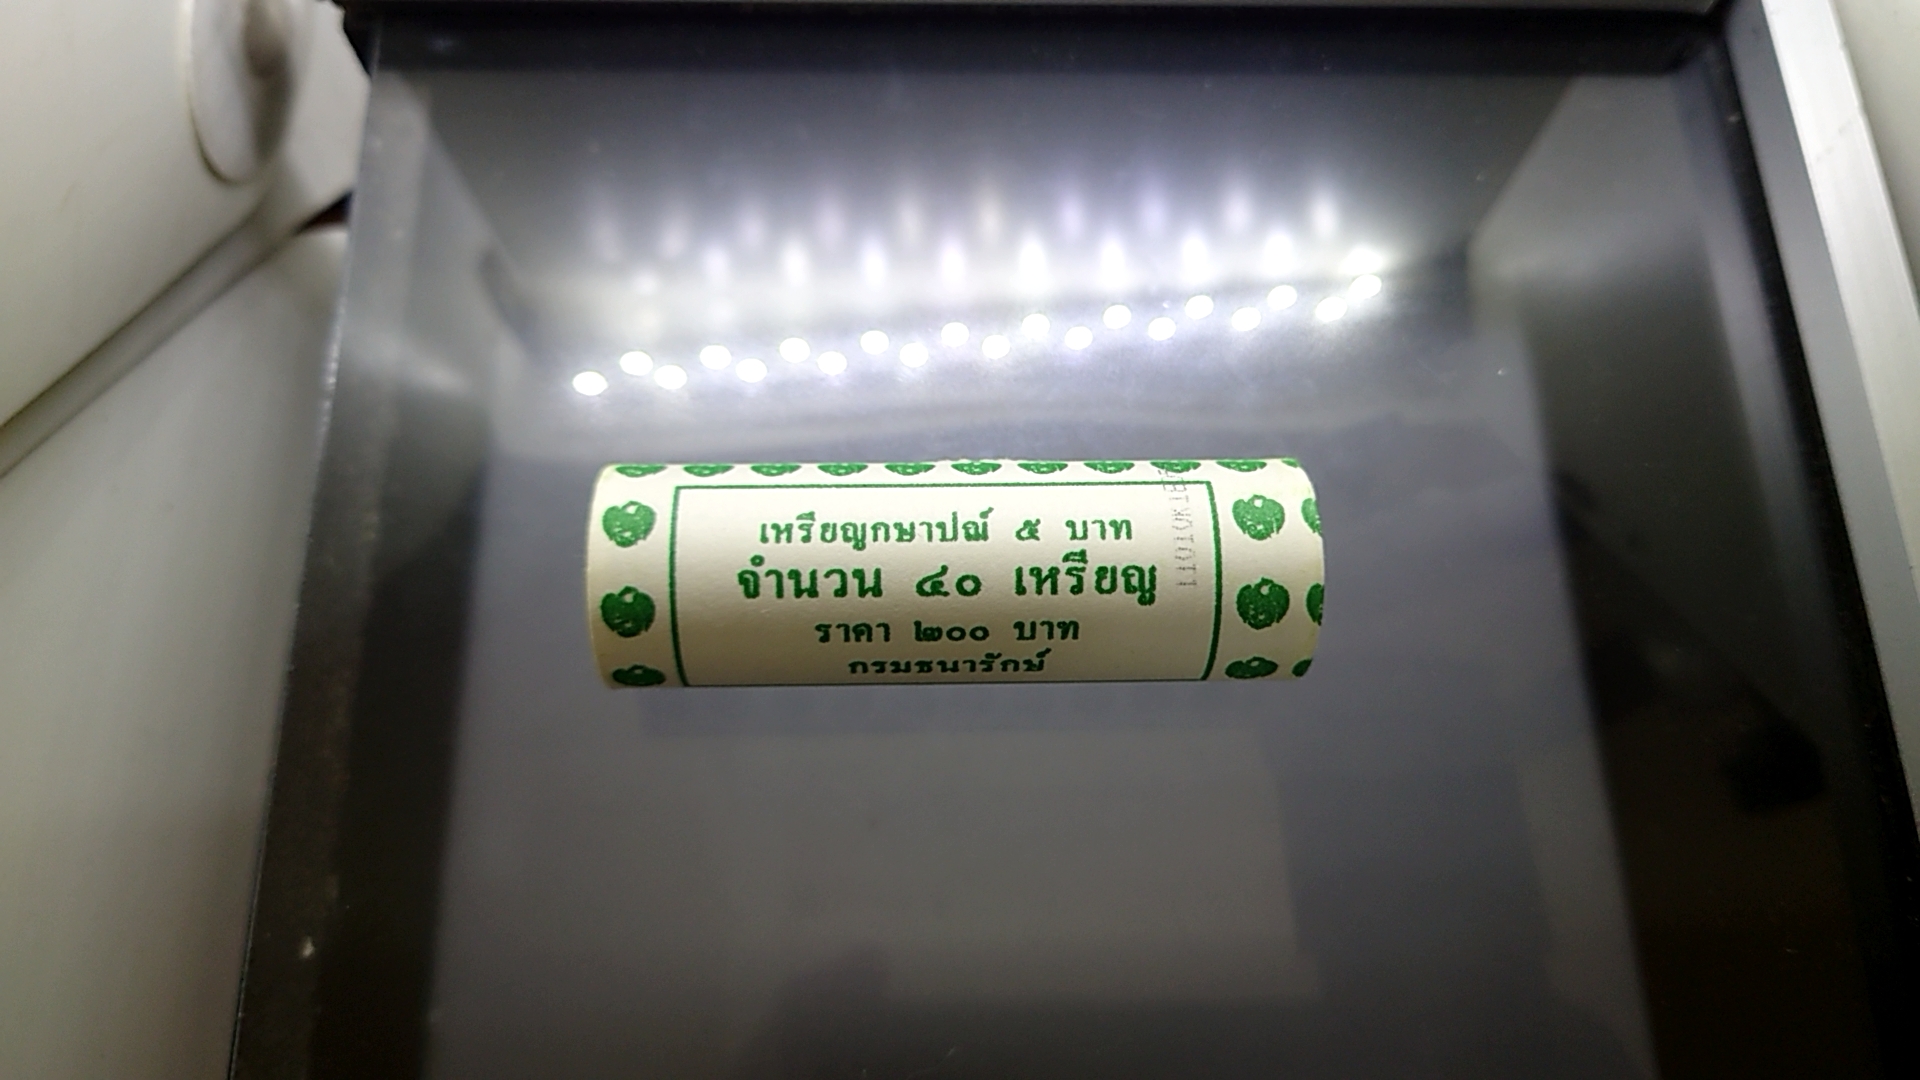 เหรียญกษาปณ์ ๕ บาท
จำนวน ๔๐ เหรียญ
ราคา ๒๐๐ บาท
กรมธนารักษ์